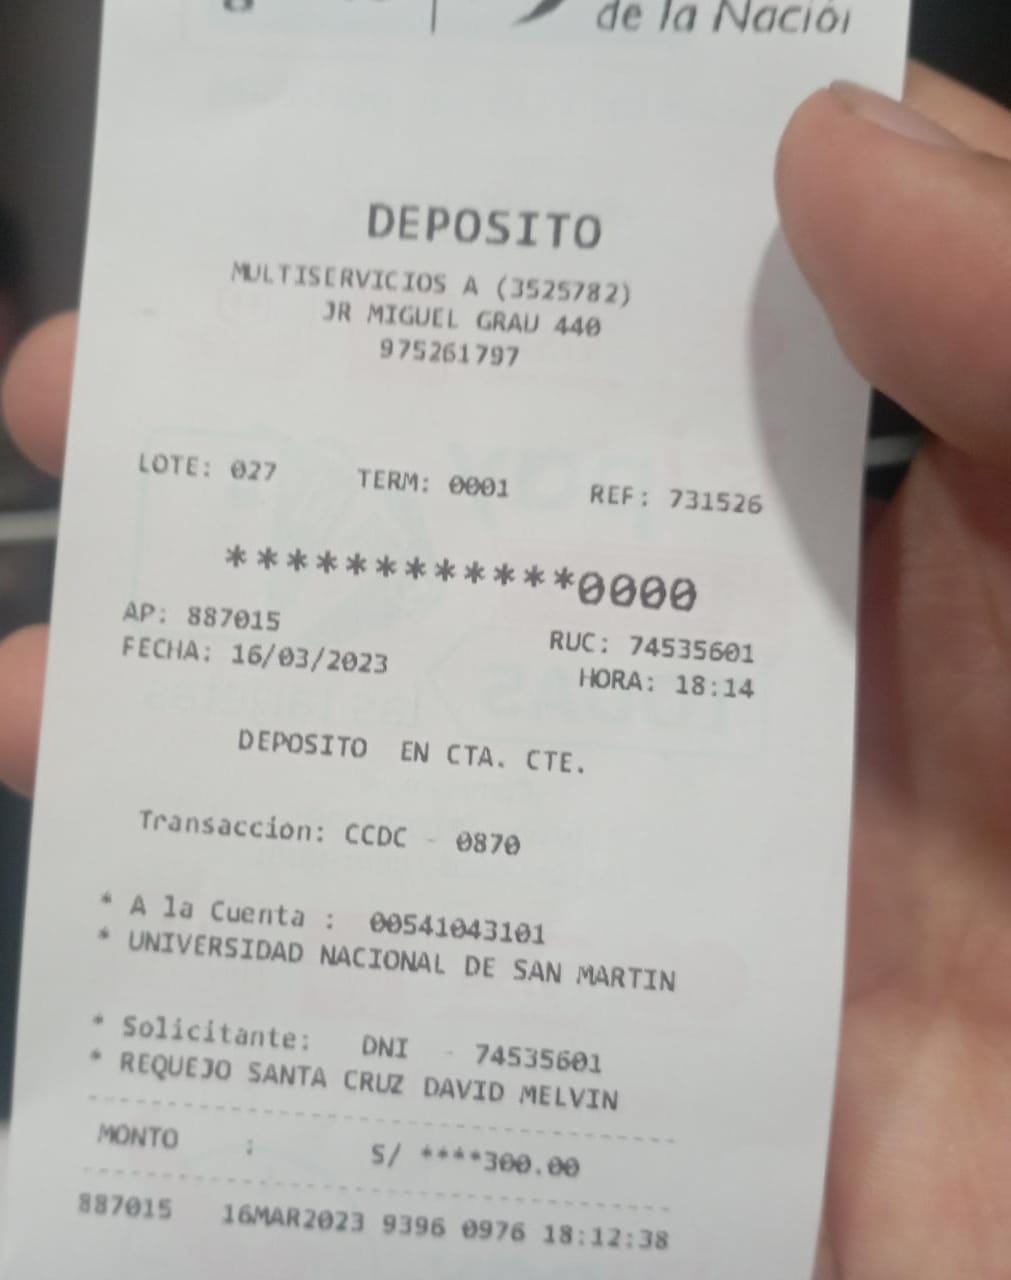 de la Nación
DEPOSITO
MULTISERVICIOS A (3525782)
JR MIGUEL GRAU 440
975261797
LOTE: 027 TERM: 0001 REF: 731526
************0000
AP: 887015 RUC: 74535601
FECHA: 16/03/2023 HORA: 18:14
DEPOSITO EN CTA. CTE.
Transaccion: CCDC - 0870
* A la Cuenta : 00541043101
* UNIVERSIDAD NACIONAL DE SAN MARTIN
* Solicitante: DNI - 74535601
* REQUEJO SANTA CRUZ DAVID MELVIN
MONTO : S/ ****300.00
887015 16MAR2023 9396 0976 18:12:38